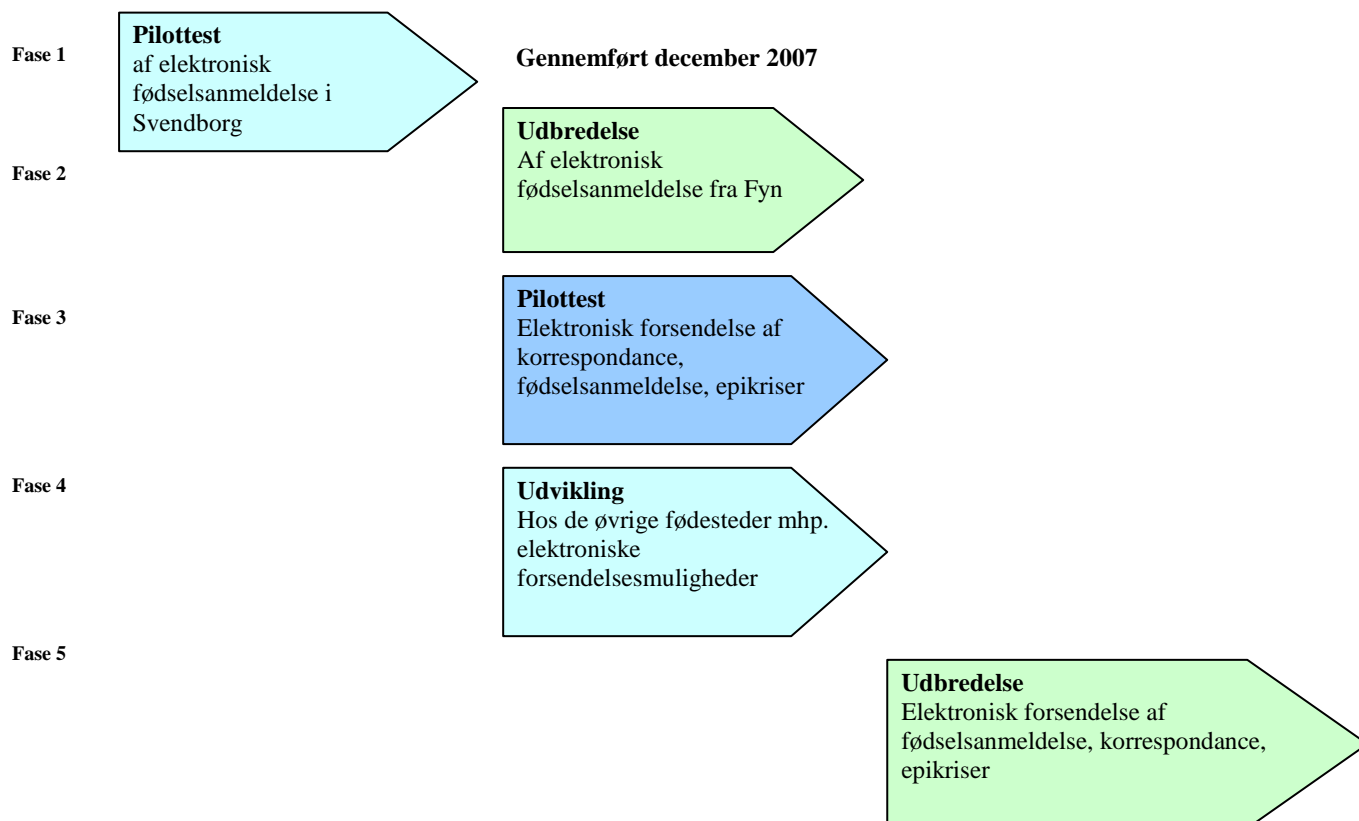 Fase 1
Pilottest
af elektronisk
fødselsanmeldelse i
Svendborg
Gennemført december 2007
Fase 2
Udbredelse
Af elektronisk
fødselsanmeldelse fra Fyn
Fase 3
Pilottest
Elektronisk forsendelse af
korrespondance,
fødselsanmeldelse, epikriser
Fase 4
Udvikling
Hos de øvrige fødesteder mhp.
elektroniske
forsendelsesmuligheder
Fase 5
Udbredelse
Elektronisk forsendelse af
fødselsanmeldelse, korrespondance,
epikriser